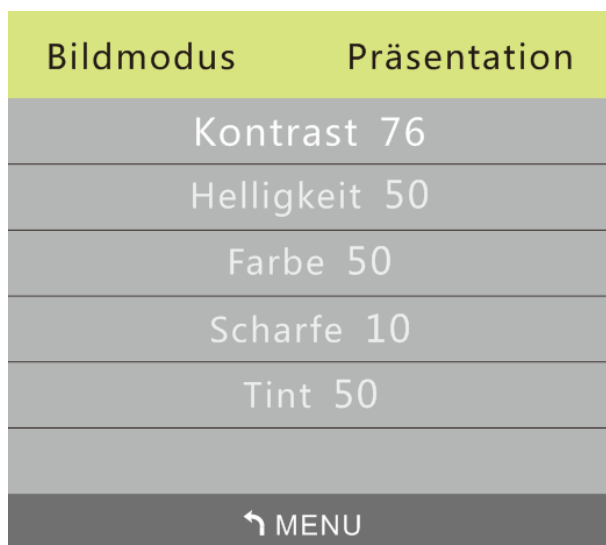 Bildmodus Präsentation
Kontrast 76
Helligkeit 50
Farbe 50
Scharfe 10
Tint 50
MENU